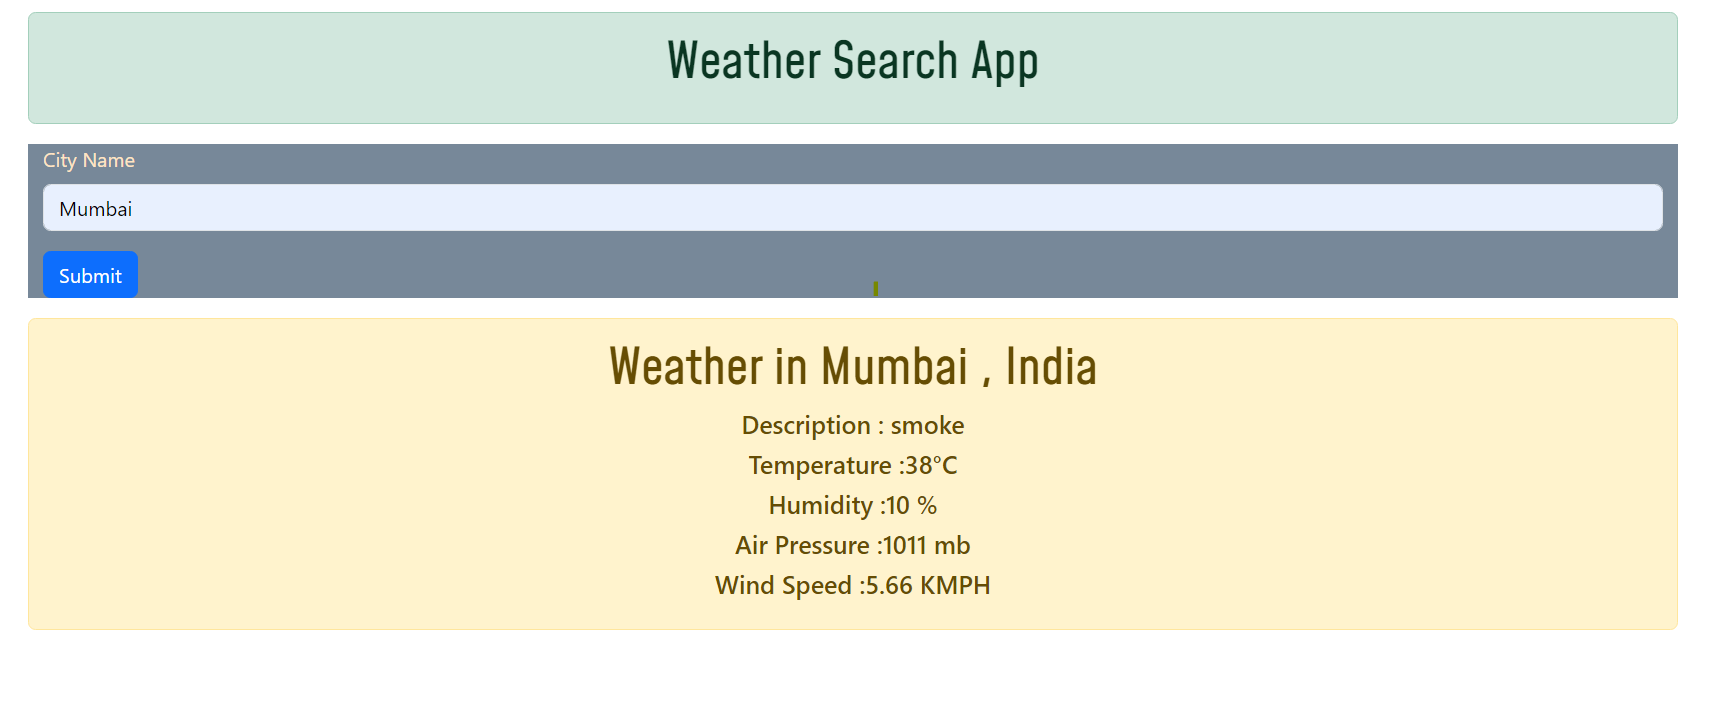 Weather Search App
City Name
Mumbai
Submit
Weather in Mumbai , India
Description : smoke
Temperature :38°C
Humidity :10 %
Air Pressure :1011 mb
Wind Speed :5.66 KMPH